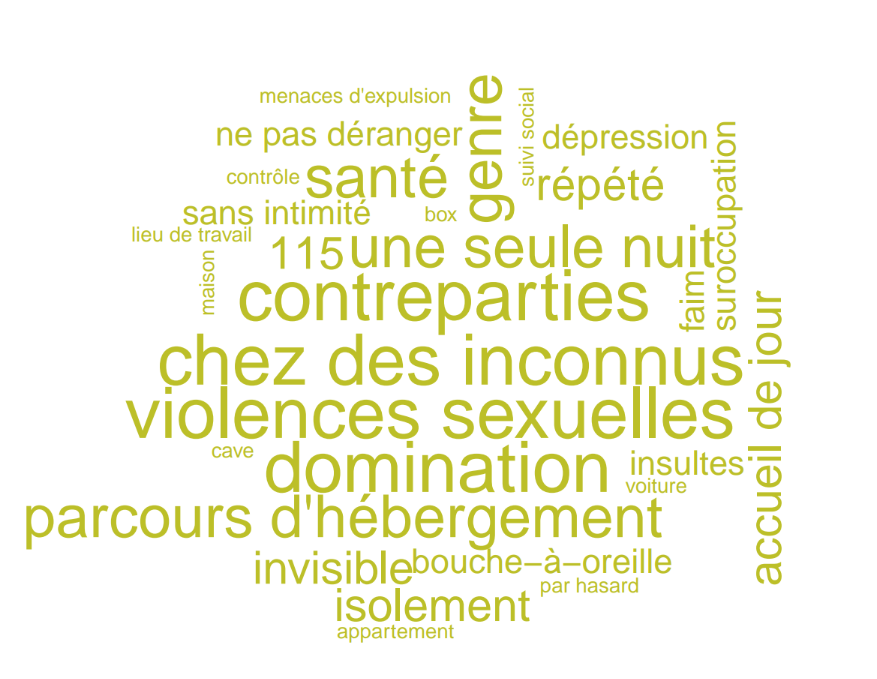 menaces d'expulsion
genre
suivi social
ne pas déranger
dépression
suroccupation
contrôle
santé
répété
sans intimité
box
lieu de travail
115
une seule nuit
maison
contreparties
faim
accueil de jour
chez des inconnus
violences sexuelles
cave
domination
insultes
voiture
parcours d'hébergement
invisible
bouche−à−oreille
par hasard
isolement
appartement